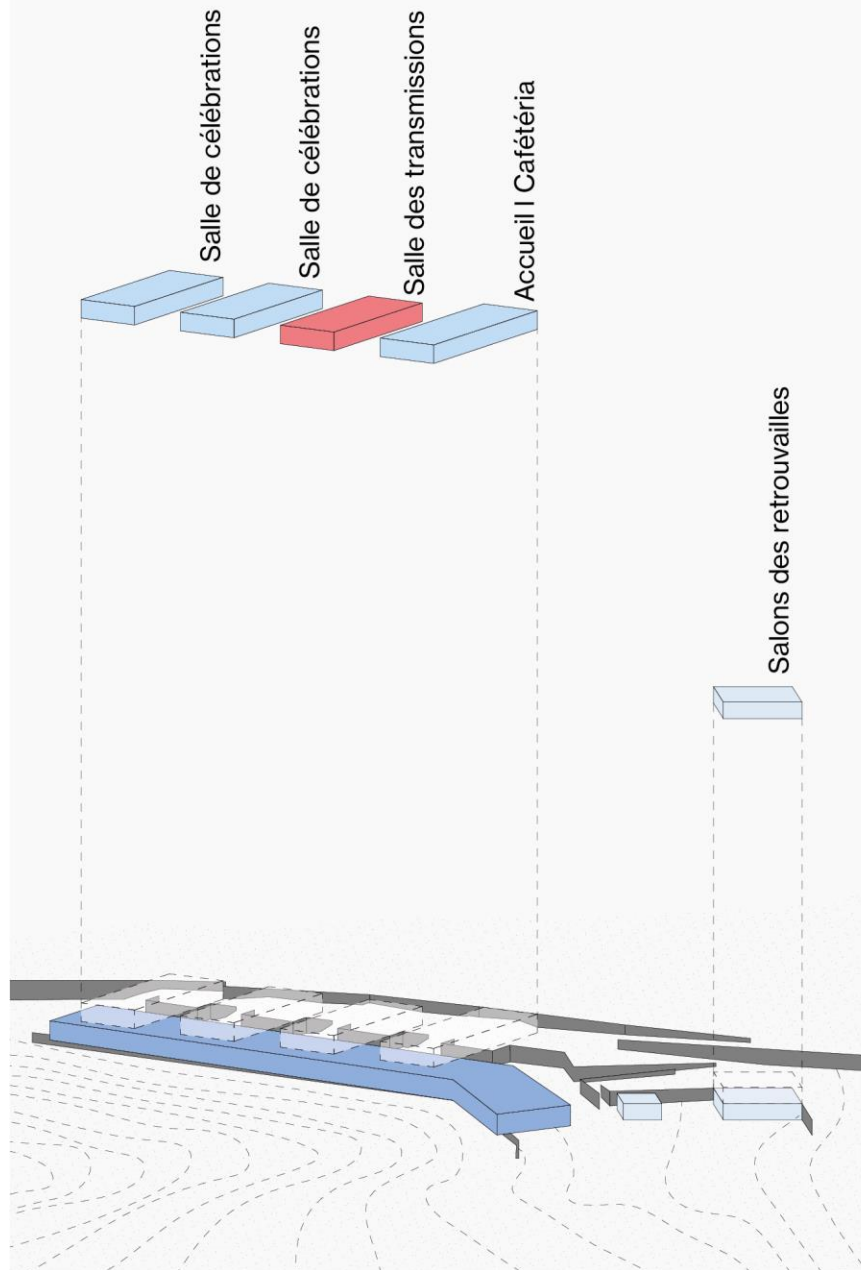 Salle de célébrations
Salle de célébrations
Salle des transmissions
Accueil I Cafétéria
Salons des retrouvailles